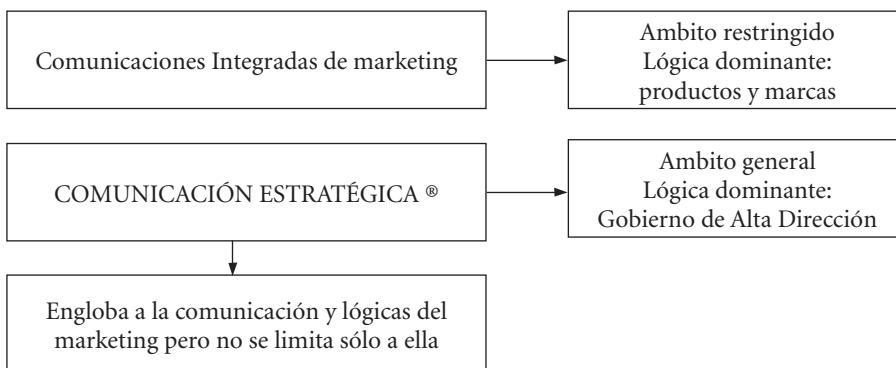 Comunicaciones Integradas de marketing
Ambito restringido
Lógica dominante:
productos y marcas
COMUNICACIÓN ESTRATÉGICA ®
Ambito general
Lógica dominante:
Gobierno de Alta Dirección
Engloba a la comunicación y lógicas del
marketing pero no se limita sólo a ella